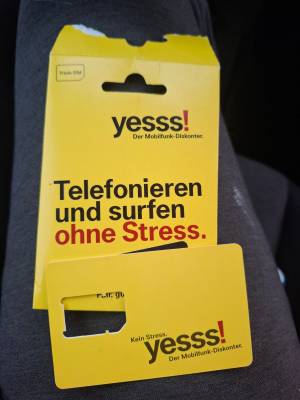 Triple SIM
yesss!
Der Mobilfunk-Diskonter.
Telefonieren
und surfen
ohne Stress.
Kein Stress.
yesss!
Der Mobilfunk-Diskonter.